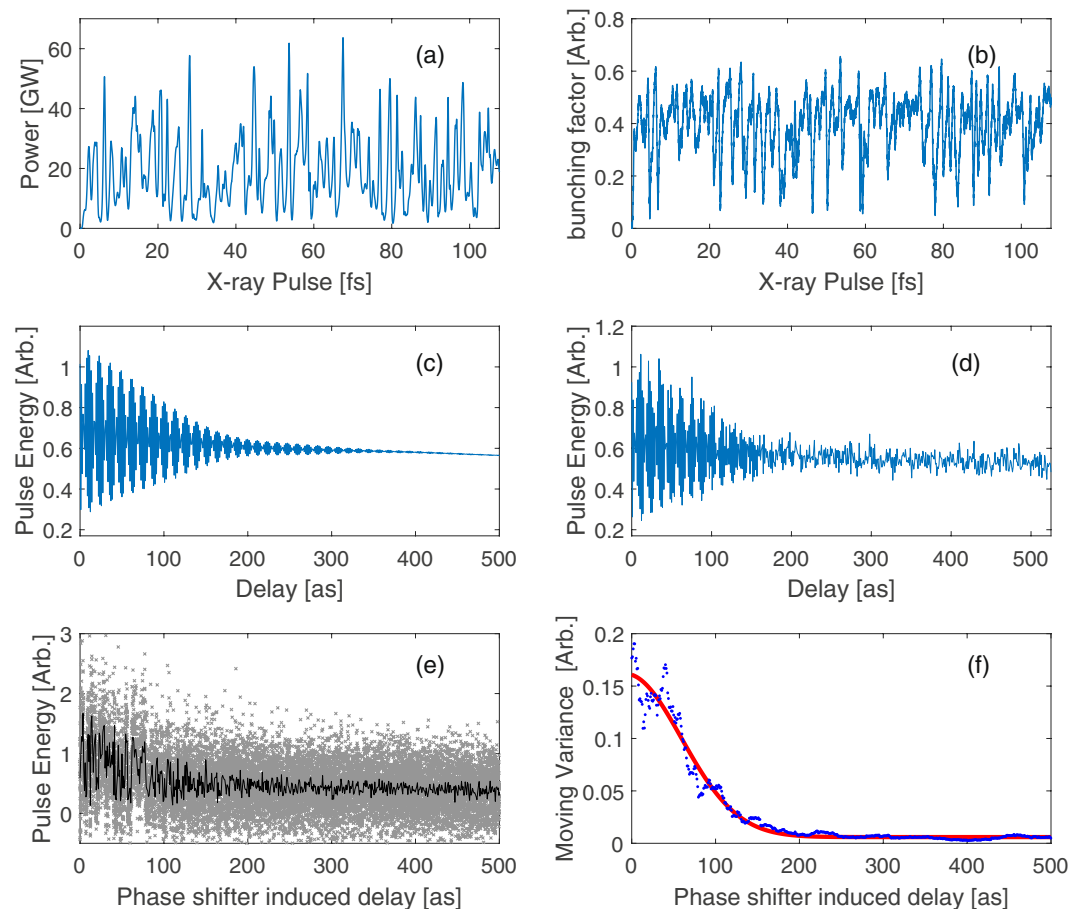 (a)
Power [GW]
60
40
20
0
0 20 40 60 80 100
X-ray Pulse [fs]
(b)
bunching factor [Arb.]
0.8
0.6
0.4
0.2
0
0 20 40 60 80 100
X-ray Pulse [fs]
(c)
Pulse Energy [Arb.]
1
0.8
0.6
0.4
0.2
0 100 200 300 400 500
Delay [as]
(d)
Pulse Energy [Arb.]
1.2
1
0.8
0.6
0.4
0.2
0 100 200 300 400 500
Delay [as]
(e)
Pulse Energy [Arb.]
3
2
1
0
0 100 200 300 400 500
Phase shifter induced delay [as]
(f)
Moving Variance [Arb.]
0.2
0.15
0.1
0.05
0
0 100 200 300 400 500
Phase shifter induced delay [as]